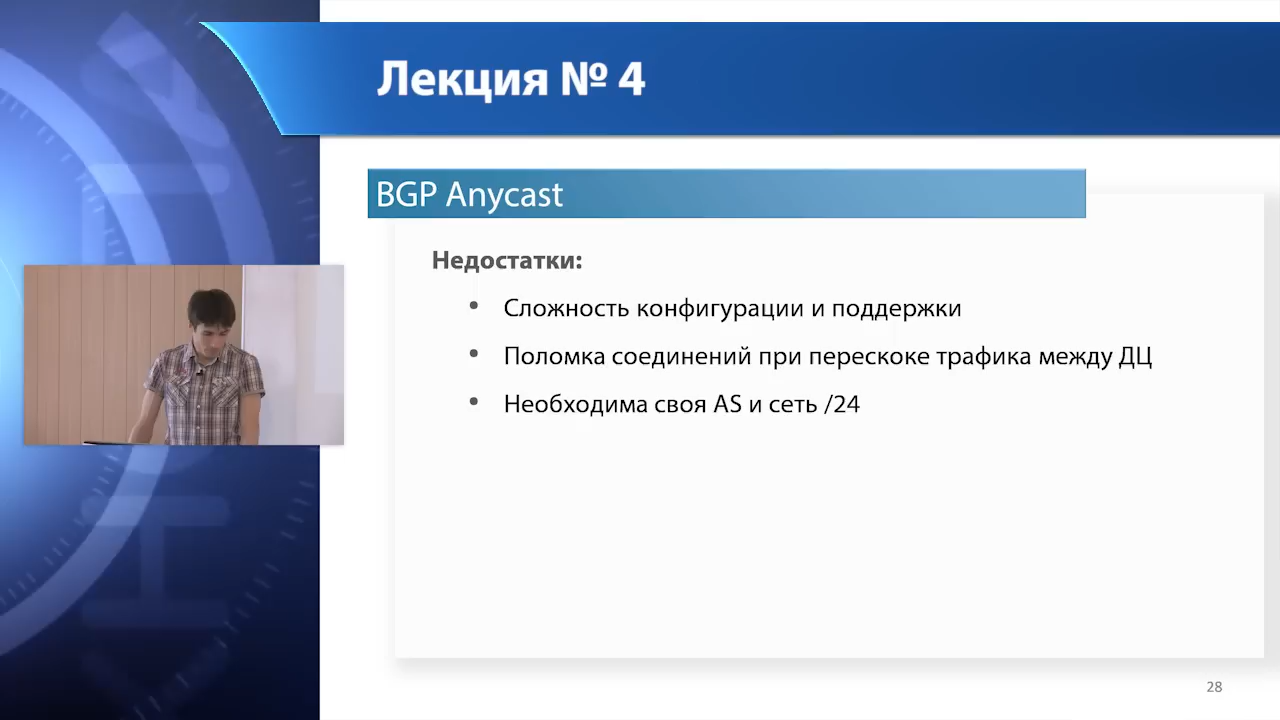 Лекция № 4
BGP Anycast
Недостатки:
• Сложность конфигурации и поддержки
• Поломка соединений при перескоке трафика между ДЦ
• Необходима своя AS и сеть /24
28